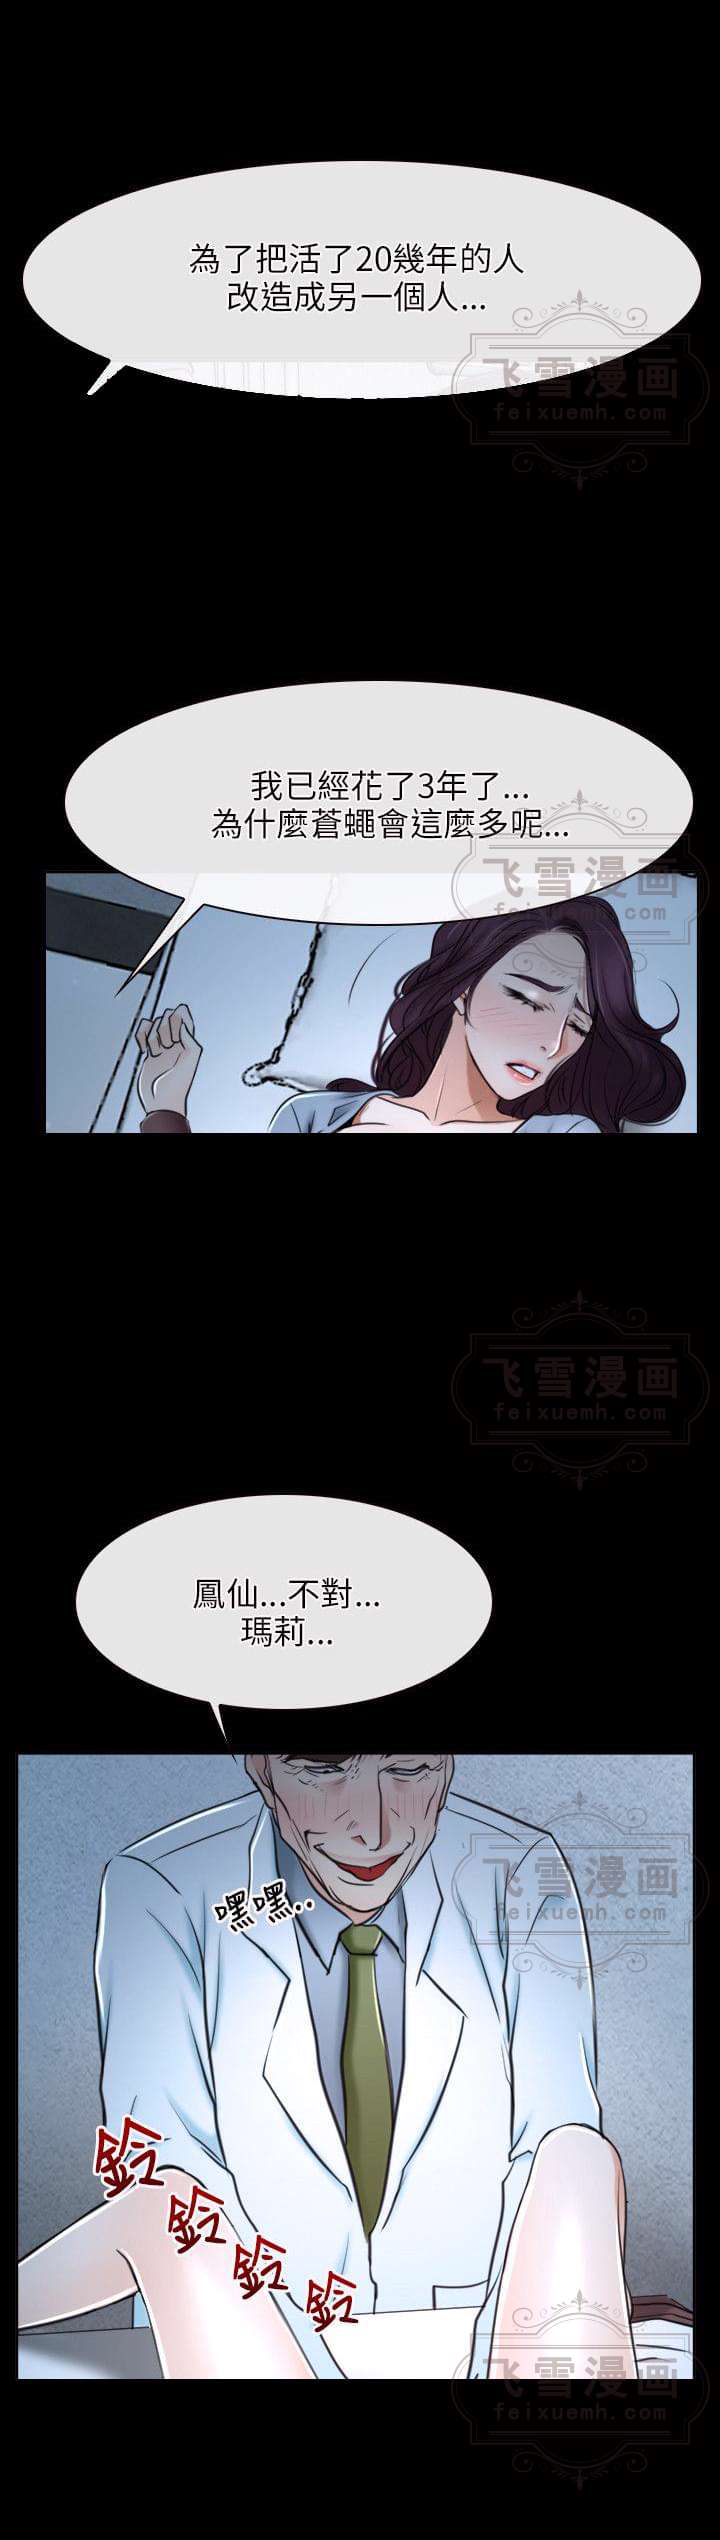 為了把活了20幾年的人
改造成另一個人...
飞雪漫画
feixuemh.com
我已經花了3年了...
為什麼蒼蠅會這麼多呢...
飞雪漫画
feixuemh.com
飞雪漫画
feixuemh.com
鳳仙...不對...
瑪莉...
飞雪漫画
feixuemh.com
嘿嘿..
鈴
鈴
鈴
鈴
飞雪漫画
feixuemh.com